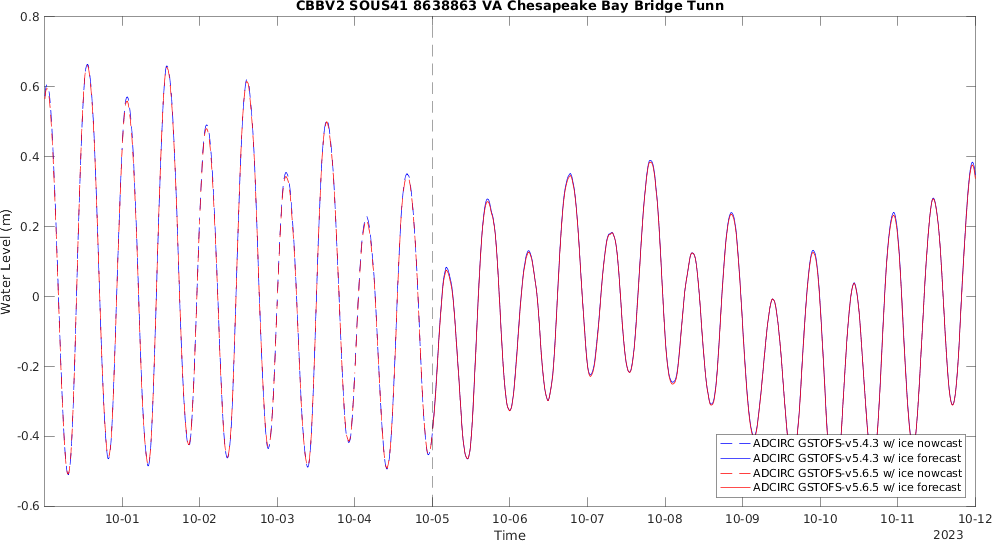 CBBV2 SOUS41 8638863 VA Chesapeake Bay Bridge Tunn
Water Level (m)
0.8
0.6
0.4
0.2
0
-0.2
-0.4
-0.6
ADCIRC GSTOFS-v5.4.3 w/ ice nowcast
ADCIRC GSTOFS-v5.4.3 w/ ice forecast
ADCIRC GSTOFS-v5.6.5 w/ ice nowcast
ADCIRC GSTOFS-v5.6.5 w/ ice forecast
10-01 10-02 10-03 10-04 10-05 10-06 10-07 10-08 10-09 10-10 10-11 10-12
Time
2023